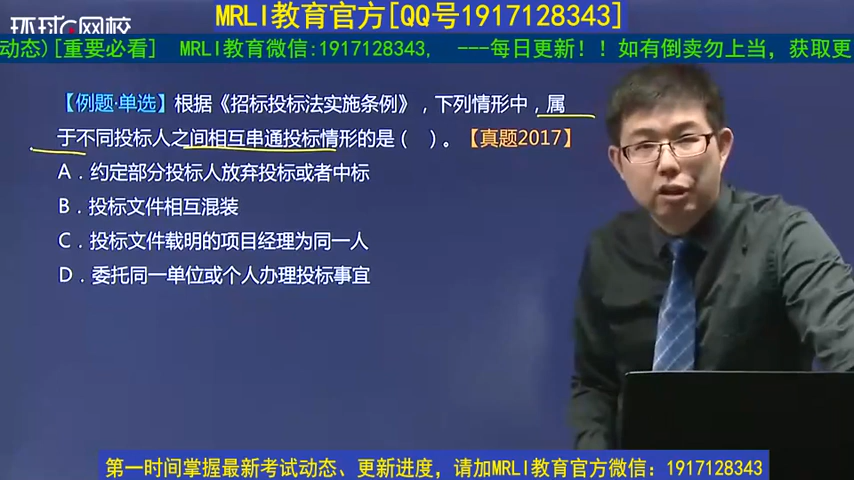 MRLI教育官方[QQ号1917128343]
环球网校
动态)[重要必看]  MRLI教育微信:1917128343,  ---每日更新!！如有倒卖勿上当，获取更
【例题·单选】根据《招标投标法实施条例》，下列情形中，属
于不同投标人之间相互串通投标情形的是（ ）。【真题2017】
A．约定部分投标人放弃投标或者中标
B．投标文件相互混装
C．投标文件载明的项目经理为同一人
D．委托同一单位或个人办理投标事宜
第一时间掌握最新考试动态、更新进度，请加MRLI教育官方微信：1917128343